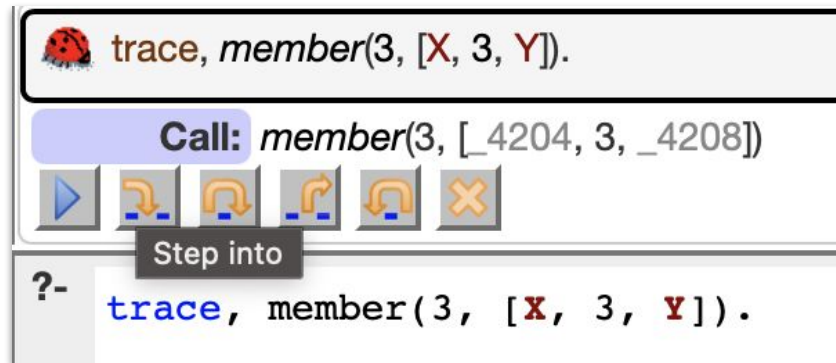 trace, member(3, [X, 3, Y]).
Call: member(3, [_4204, 3, _4208])
Step into
?- trace, member(3, [X, 3, Y]).